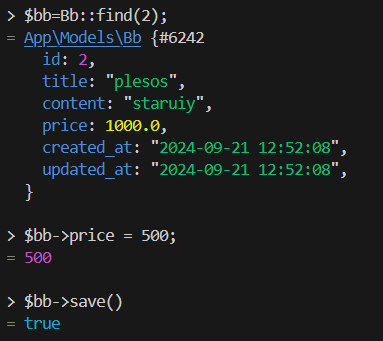 > $bb=Bb::find(2);
= App\Models\Bb {#6242
id: 2,
title: "plesos",
content: "staruiy",
price: 1000.0,
created_at: "2024-09-21 12:52:08",
updated_at: "2024-09-21 12:52:08",
}
> $bb->price = 500;
= 500
> $bb->save()
= true